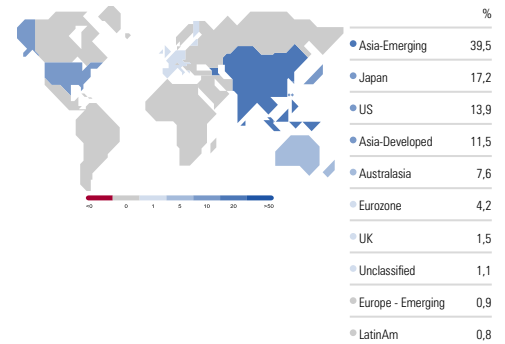 %
Asia-Emerging 39,5
Japan 17,2
US 13,9
Asia-Developed 11,5
Australasia 7,6
Eurozone 4,2
UK 1,5
Unclassified 1,1
Europe - Emerging 0,9
LatinAm 0,8
<0 0 1 5 10 20 >50